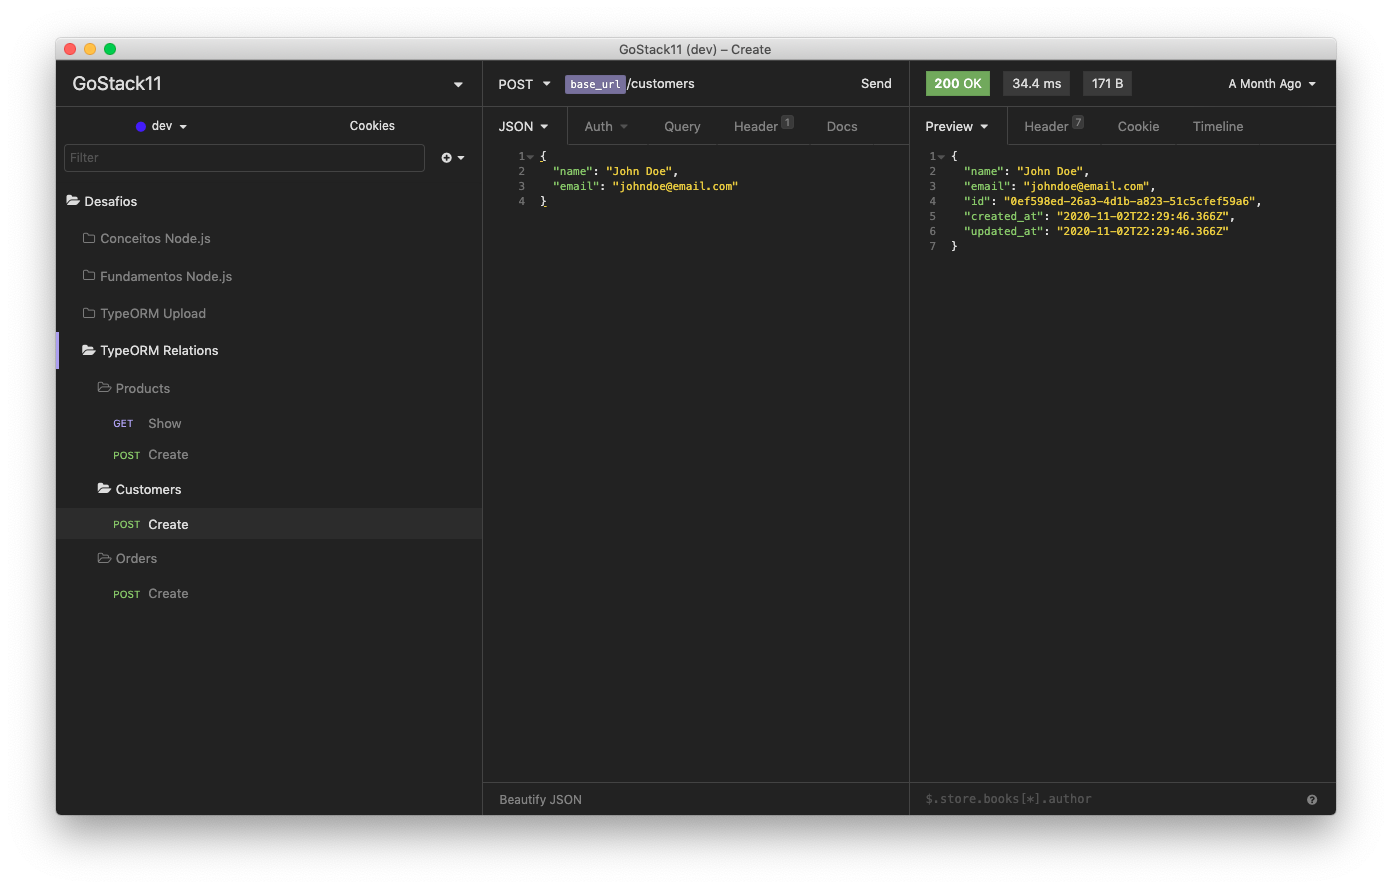 GoStack11 (dev) – Create
GoStack11
dev
Cookies
Filter
Desafios
Conceitos Node.js
Fundamentos Node.js
TypeORM Upload
TypeORM Relations
Products
GET Show
POST Create
Customers
POST Create
Orders
POST Create
POST base_url/customers Send
JSON Auth Query Header 1 Docs
1 {
2 "name": "John Doe",
3 "email": "johndoe@email.com"
4 }
Beautify JSON
200 OK 34.4 ms 171 B A Month Ago
Preview Header 7 Cookie Timeline
1 {
2 "name": "John Doe",
3 "email": "johndoe@email.com",
4 "id": "0ef598ed-26a3-4d1b-a823-51c5cfef59a6",
5 "created_at": "2020-11-02T22:29:46.366Z",
6 "updated_at": "2020-11-02T22:29:46.366Z"
7 }
$.store.books[*].author